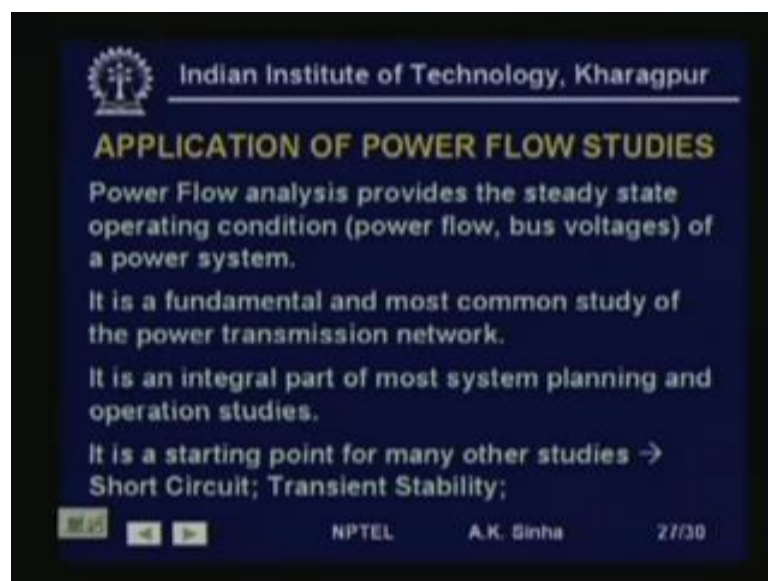 Indian Institute of Technology, Kharagpur
APPLICATION OF POWER FLOW STUDIES
Power Flow analysis provides the steady state
operating condition (power flow, bus voltages) of
a power system.
It is a fundamental and most common study of
the power transmission network.
It is an integral part of most system planning and
operation studies.
It is a starting point for many other studies →
Short Circuit; Transient Stability;
NPTEL A.K. Sinha 27/30